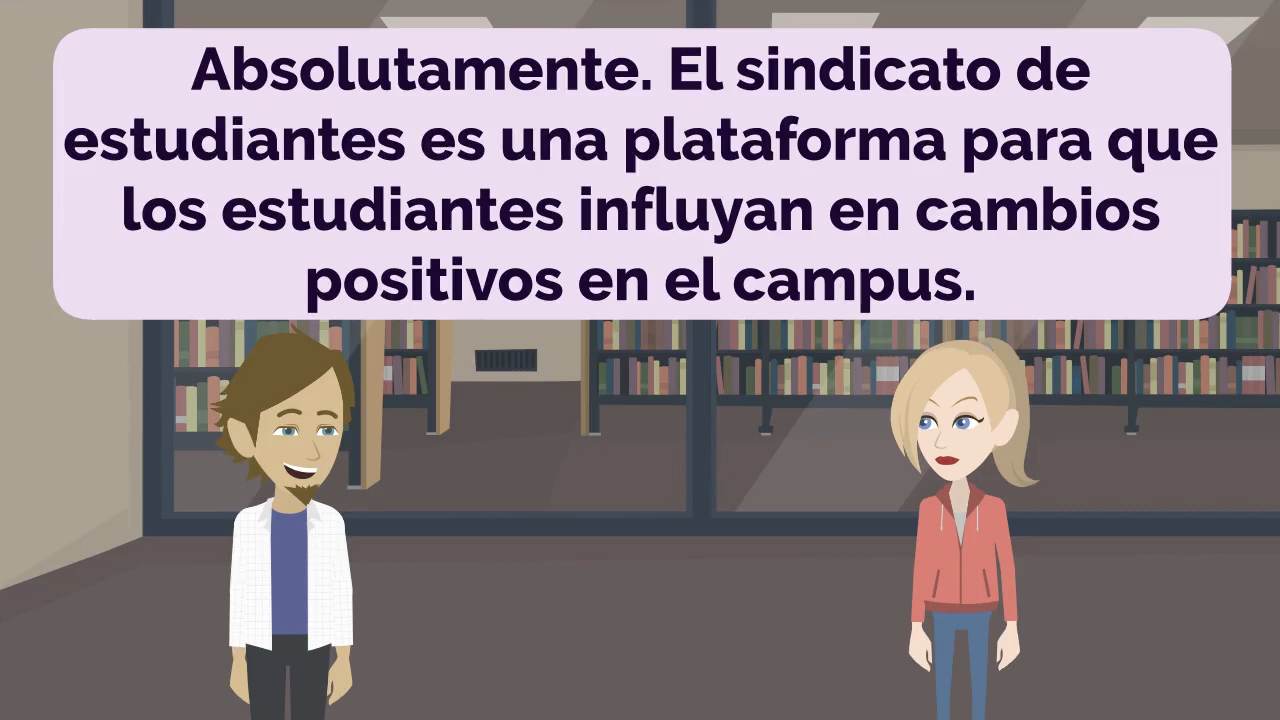 Absolutamente. El sindicato de
estudiantes es una plataforma para que
los estudiantes influyan en cambios
positivos en el campus.